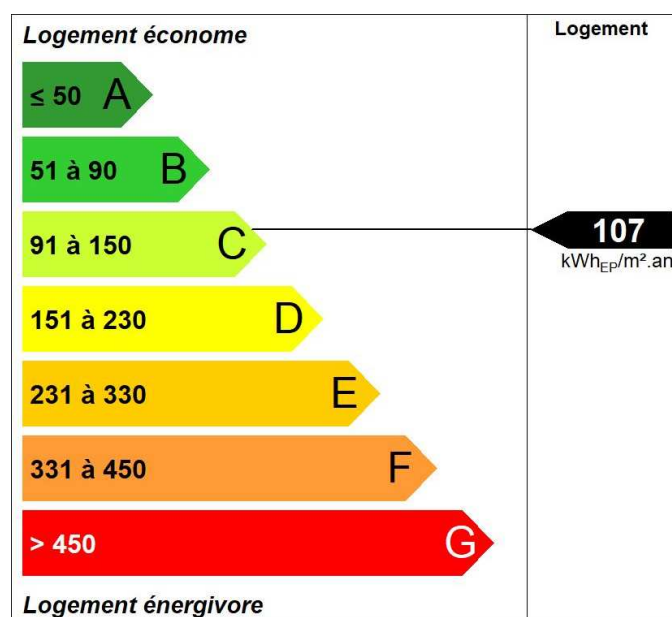 Logement économe
Logement
≤ 50 A
51 à 90 B
91 à 150 C
107
kWhEP/m².an
151 à 230 D
231 à 330 E
331 à 450 F
> 450 G
Logement énergivore